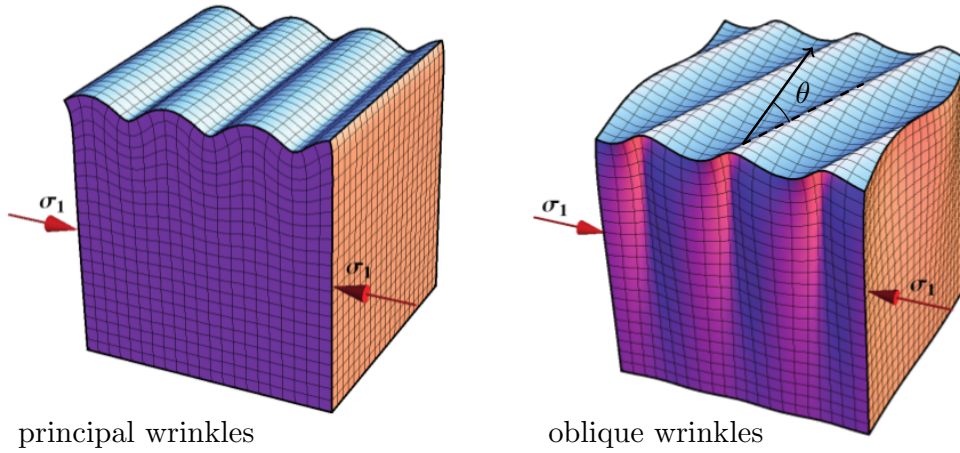 θ
σ₁
σ₁
σ₁
σ₁
principal wrinkles
oblique wrinkles